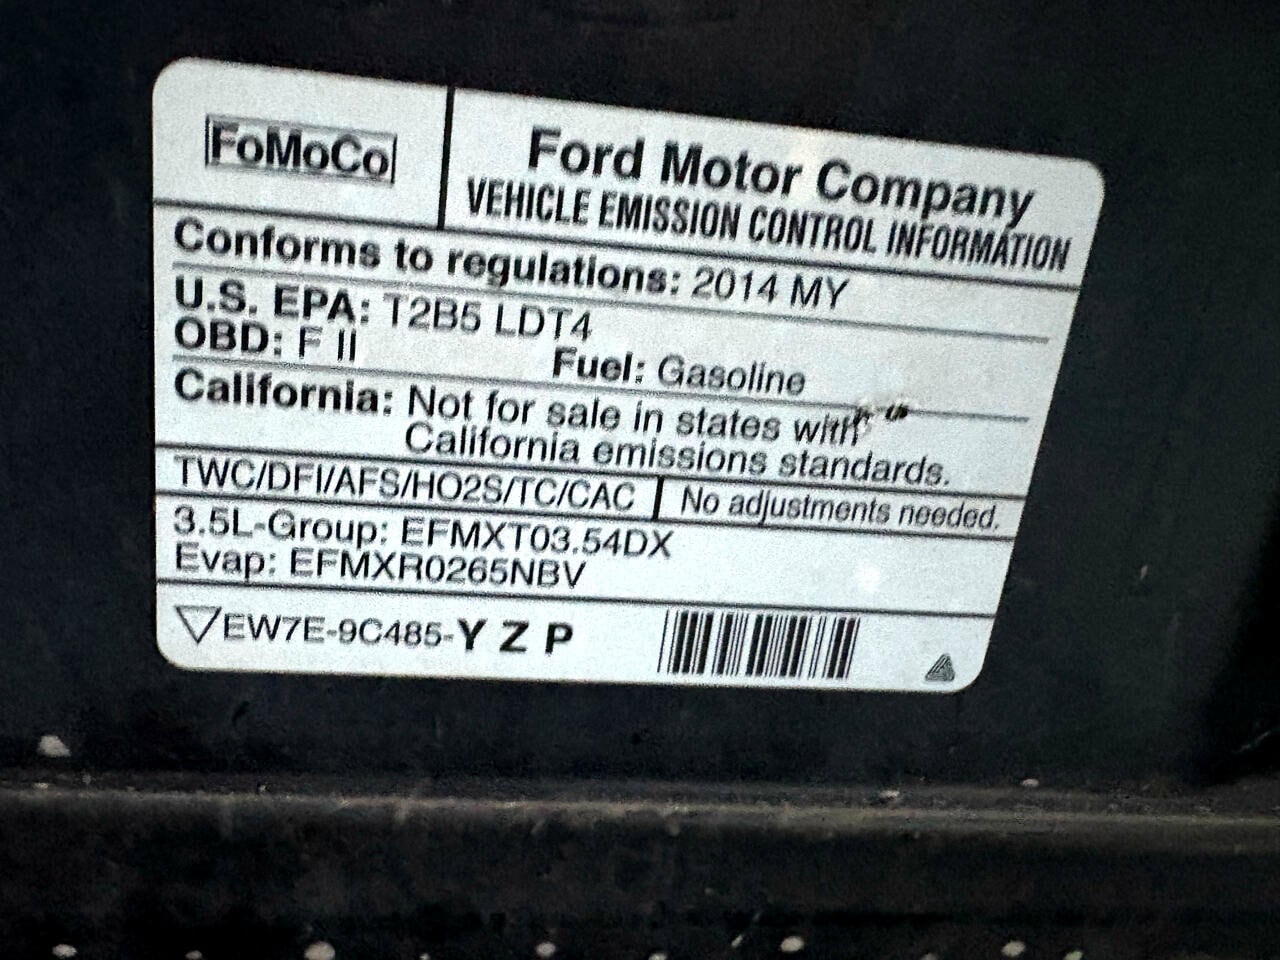 FoMoCo
Ford Motor Company
VEHICLE EMISSION CONTROL INFORMATION
Conforms to regulations: 2014 MY
U.S. EPA: T2B5 LDT4
OBD: F II Fuel: Gasoline
California: Not for sale in states with
California emissions standards.
TWC/DFI/AFS/HO2S/TC/CAC No adjustments needed.
3.5L-Group: EFMXT03.54DX
Evap: EFMXR0265NBV
EW7E-9C485-Y Z P